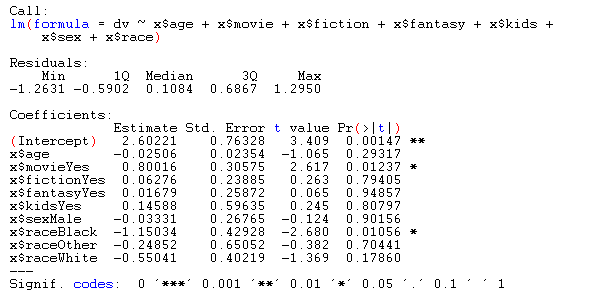 Call:
lm(formula = dv ~ x$age + x$movie + x$fiction + x$fantasy + x$kids +
    x$sex + x$race)
Residuals:
    Min      1Q  Median      3Q     Max
-1.2631 -0.5902  0.1084  0.6867  1.2950
Coefficients:
             Estimate Std. Error t value Pr(>|t|)
(Intercept)   2.60221    0.76328   3.409  0.00147 **
x$age        -0.02506    0.02354  -1.065  0.29317
x$movieYes    0.80016    0.30575   2.617  0.01237 *
x$fictionYes  0.06276    0.23885   0.263  0.79405
x$fantasyYes  0.01679    0.25872   0.065  0.94857
x$kidsYes     0.14588    0.59635   0.245  0.80797
x$sexMale    -0.03331    0.26765  -0.124  0.90156
x$raceBlack  -1.15034    0.42928  -2.680  0.01056 *
x$raceOther  -0.24852    0.65052  -0.382  0.70441
x$raceWhite  -0.55041    0.40219  -1.369  0.17860
---
Signif. codes:  0 ´***´ 0.001 ´**´ 0.01 ´*´ 0.05 ´.´ 0.1 ´ ´ 1